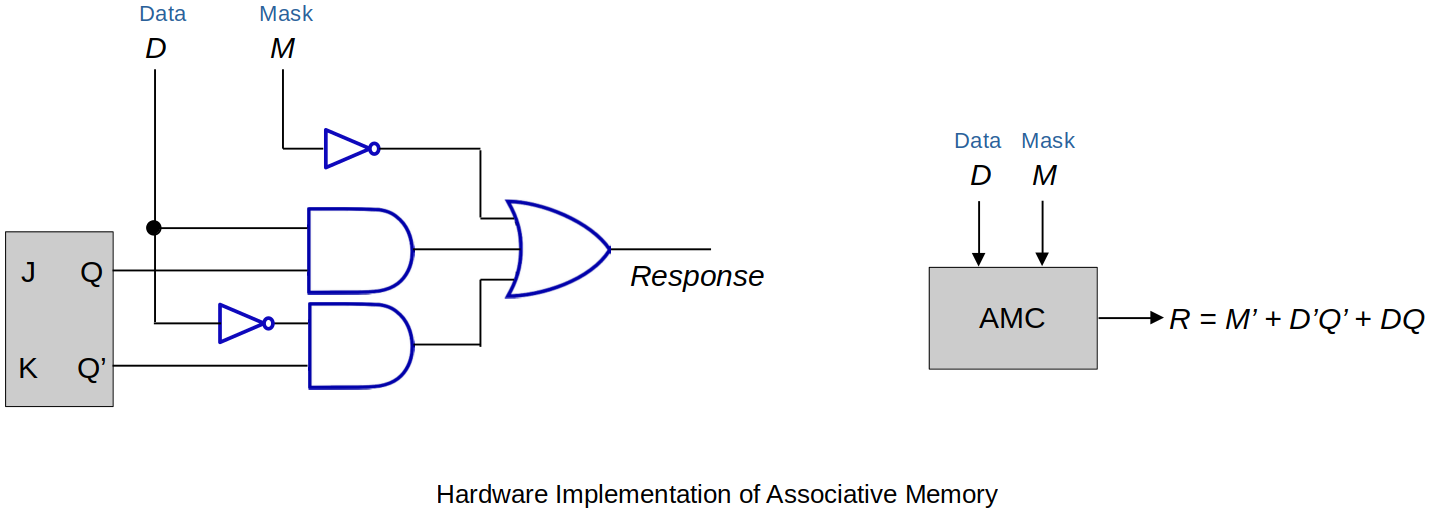 Data Mask
D M
J Q
K Q’
Response
Data Mask
D M
AMC
R = M’ + D’Q’ + DQ
Hardware Implementation of Associative Memory